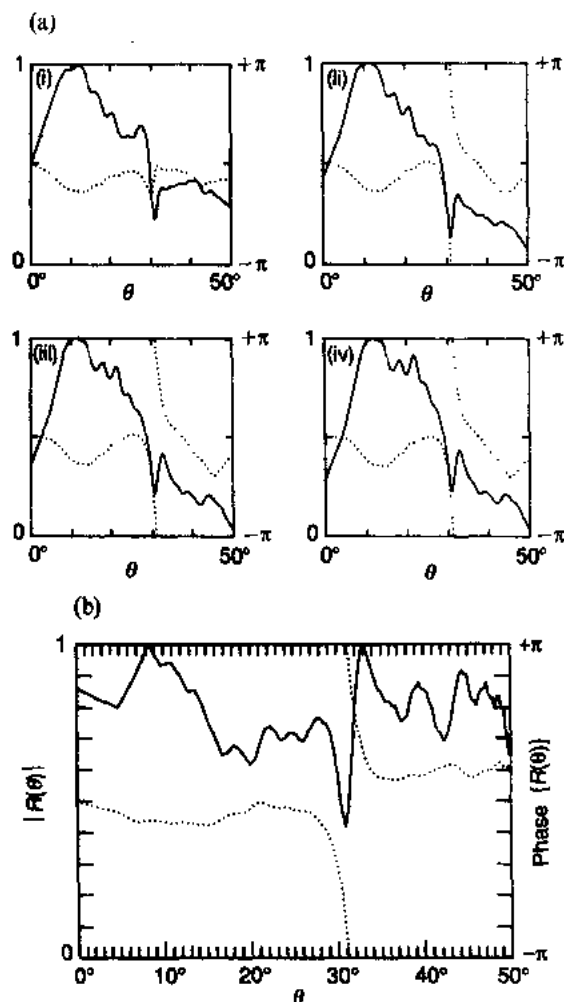 (a)
1 (i) +π 1 (ii) +π
0 -π 0 -π
0° 50° 0° 50°
θ θ
1 (iii) +π 1 (iv) +π
0 -π 0 -π
0° 50° 0° 50°
θ θ
(b)
1 +π
|R(θ)| Phase {R(θ)}
0 -π
0° 10° 20° 30° 40° 50°
θ